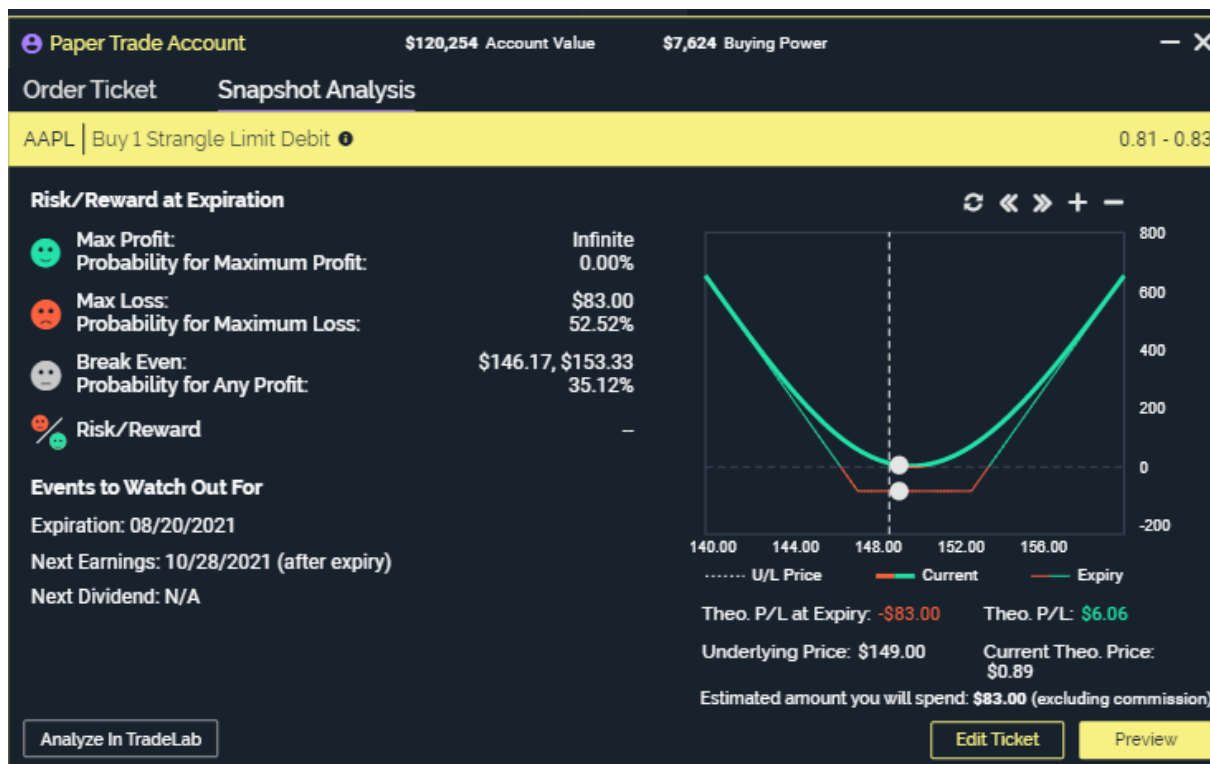 Paper Trade Account $120,254 Account Value $7,624 Buying Power
Order Ticket Snapshot Analysis
AAPL | Buy 1 Strangle Limit Debit 0.81 - 0.83
Risk/Reward at Expiration
Max Profit: Infinite
Probability for Maximum Profit: 0.00%
Max Loss: $83.00
Probability for Maximum Loss: 52.52%
Break Even: $146.17, $153.33
Probability for Any Profit: 35.12%
Risk/Reward –
Events to Watch Out For
Expiration: 08/20/2021
Next Earnings: 10/28/2021 (after expiry)
Next Dividend: N/A
800
600
400
200
0
-200
140.00 144.00 148.00 152.00 156.00
U/L Price Current Expiry
Theo. P/L at Expiry: -$83.00 Theo. P/L: $6.06
Underlying Price: $149.00 Current Theo. Price:
$0.89
Estimated amount you will spend: $83.00 (excluding commission)
Analyze In TradeLab Edit Ticket Preview